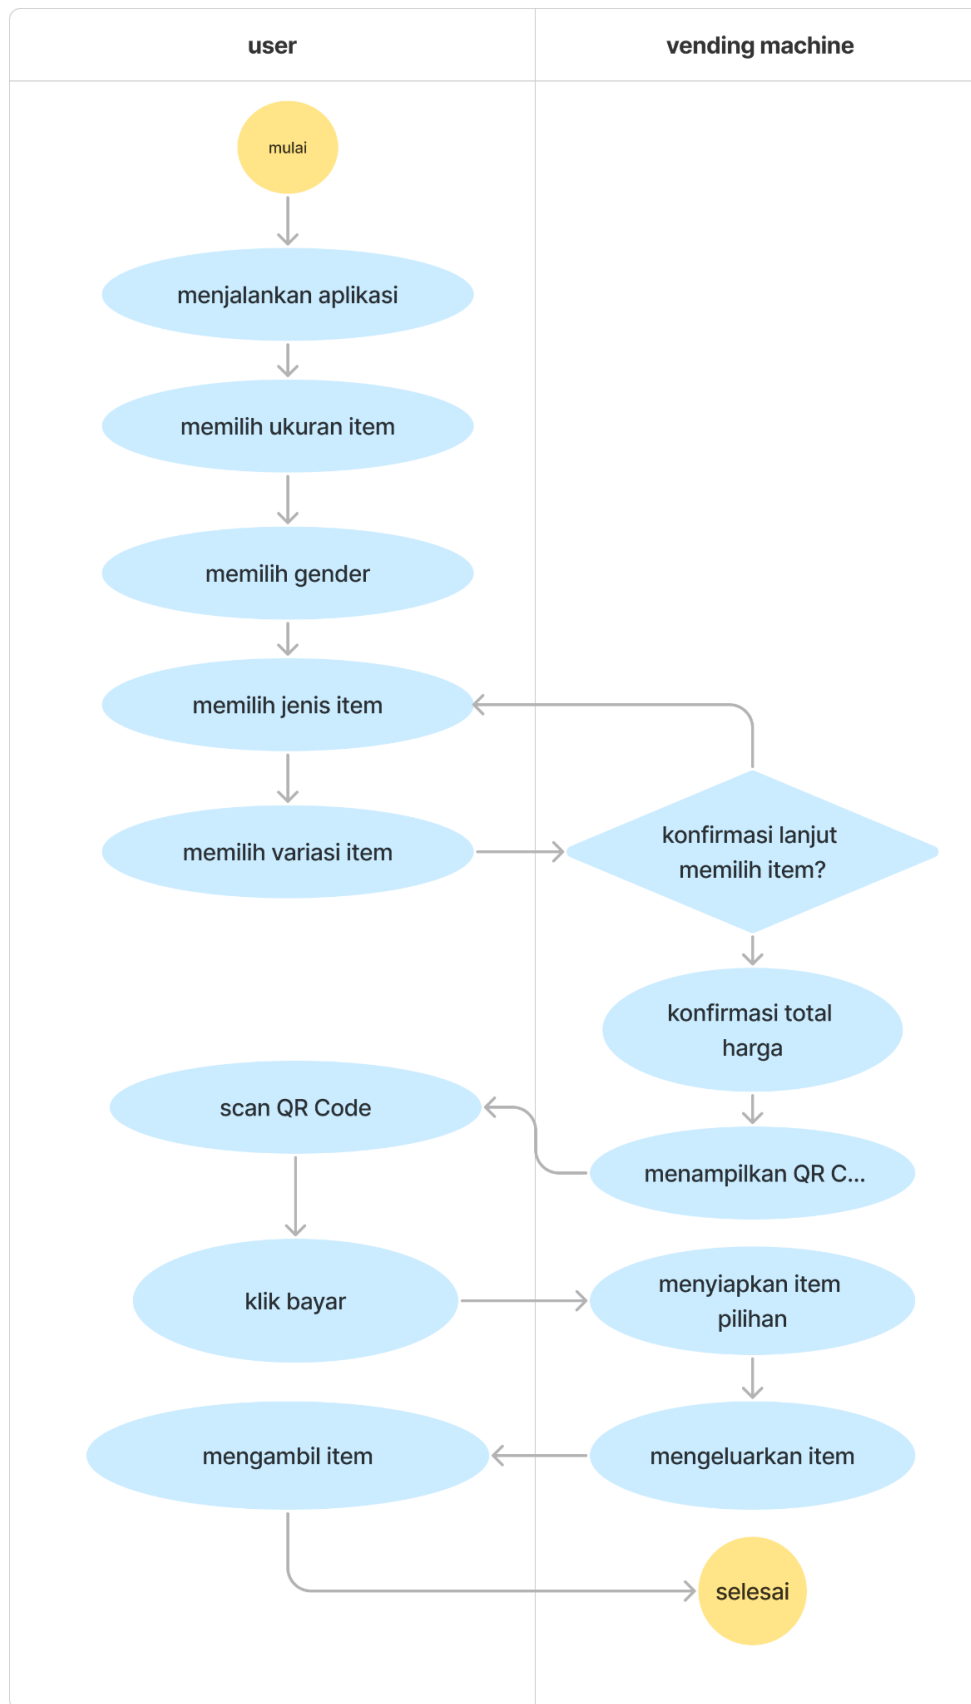 user
vending machine
mulai
menjalankan aplikasi
memilih ukuran item
memilih gender
memilih jenis item
memilih variasi item
konfirmasi lanjut
memilih item?
konfirmasi total
harga
scan QR Code
menampilkan QR C...
klik bayar
menyiapkan item
pilihan
mengambil item
mengeluarkan item
selesai